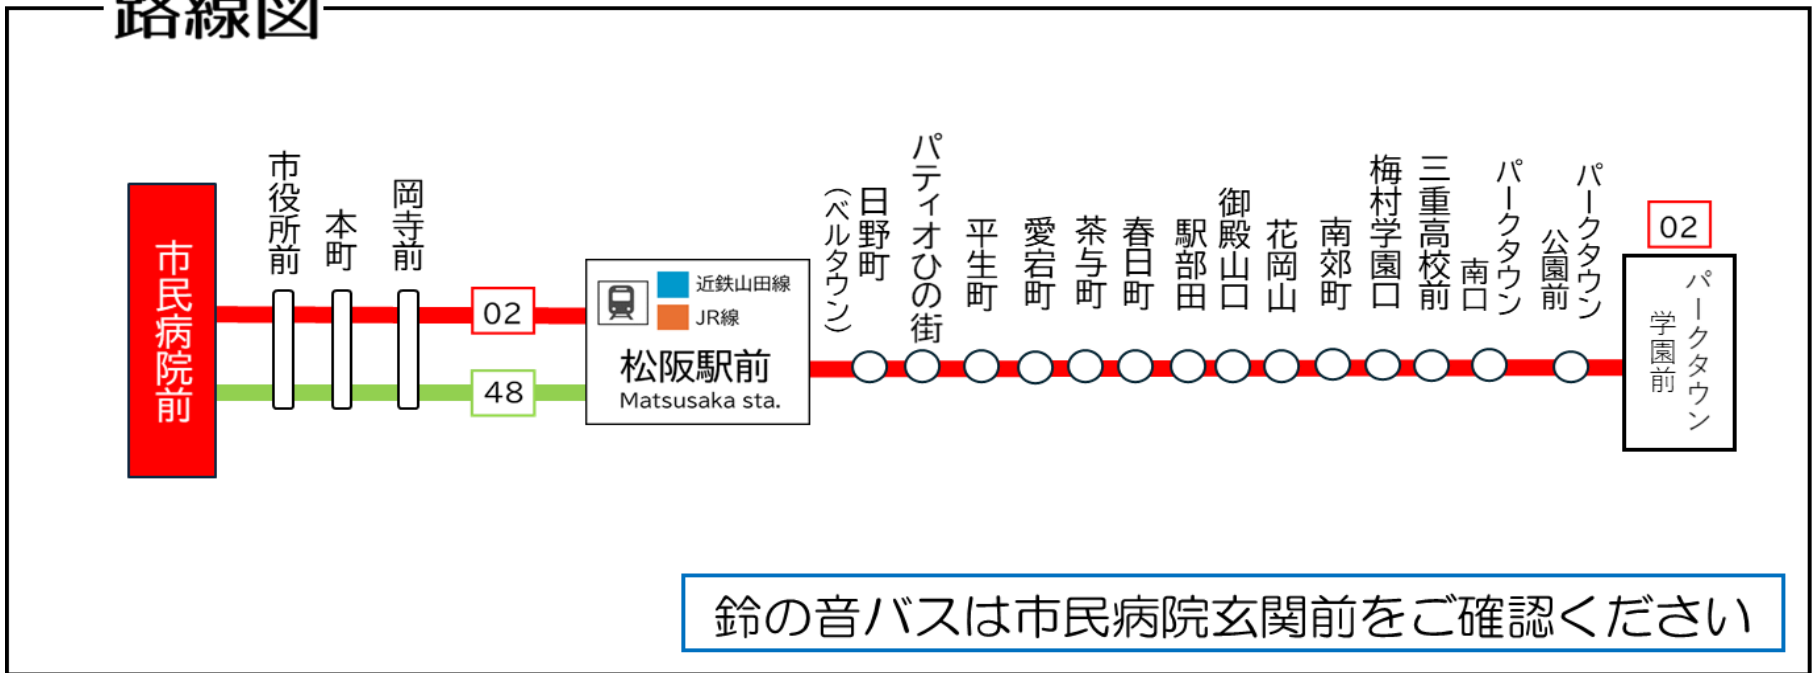 路線図
市民病院前
市役所前
本町
岡寺前
02
48
近鉄山田線
JR線
松阪駅前
Matsusaka sta.
日野町
(ベルタウン)
パティオひの街
平生町
愛宕町
茶与町
春日町
駅部田
御殿山口
花岡山
南郊町
梅村学園口
三重高校前
パークタウン
南口
パークタウン
公園前
02
パークタウン
学園前
鈴の音バスは市民病院玄関前をご確認ください